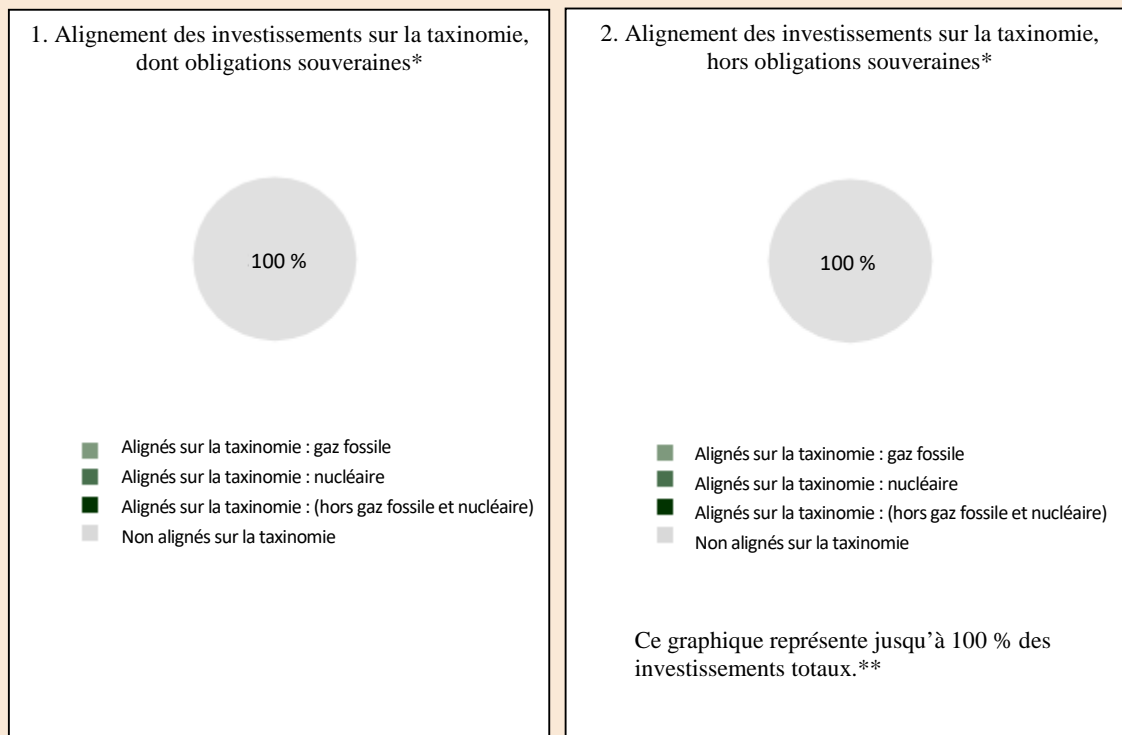 1. Alignement des investissements sur la taxinomie,
dont obligations souveraines*
100 %
Alignés sur la taxinomie : gaz fossile
Alignés sur la taxinomie : nucléaire
Alignés sur la taxinomie : (hors gaz fossile et nucléaire)
Non alignés sur la taxinomie
2. Alignement des investissements sur la taxinomie,
hors obligations souveraines*
100 %
Alignés sur la taxinomie : gaz fossile
Alignés sur la taxinomie : nucléaire
Alignés sur la taxinomie : (hors gaz fossile et nucléaire)
Non alignés sur la taxinomie
Ce graphique représente jusqu’à 100 % des
investissements totaux.**